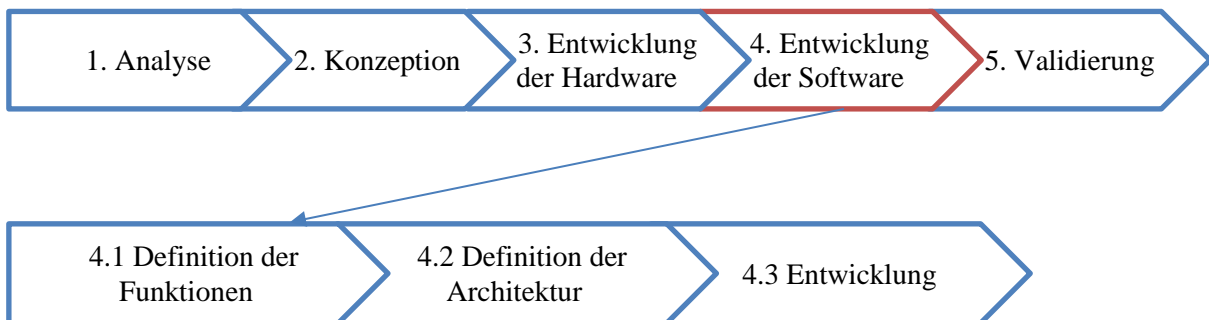 1. Analyse
2. Konzeption
3. Entwicklung
der Hardware
4. Entwicklung
der Software
5. Validierung
4.1 Definition der
Funktionen
4.2 Definition der
Architektur
4.3 Entwicklung